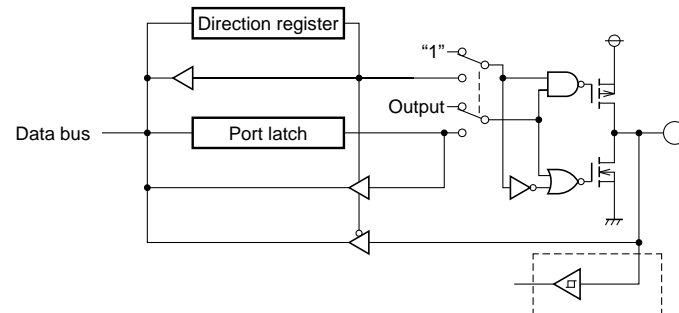 Direction register
“1”
Output
Data bus
Port latch